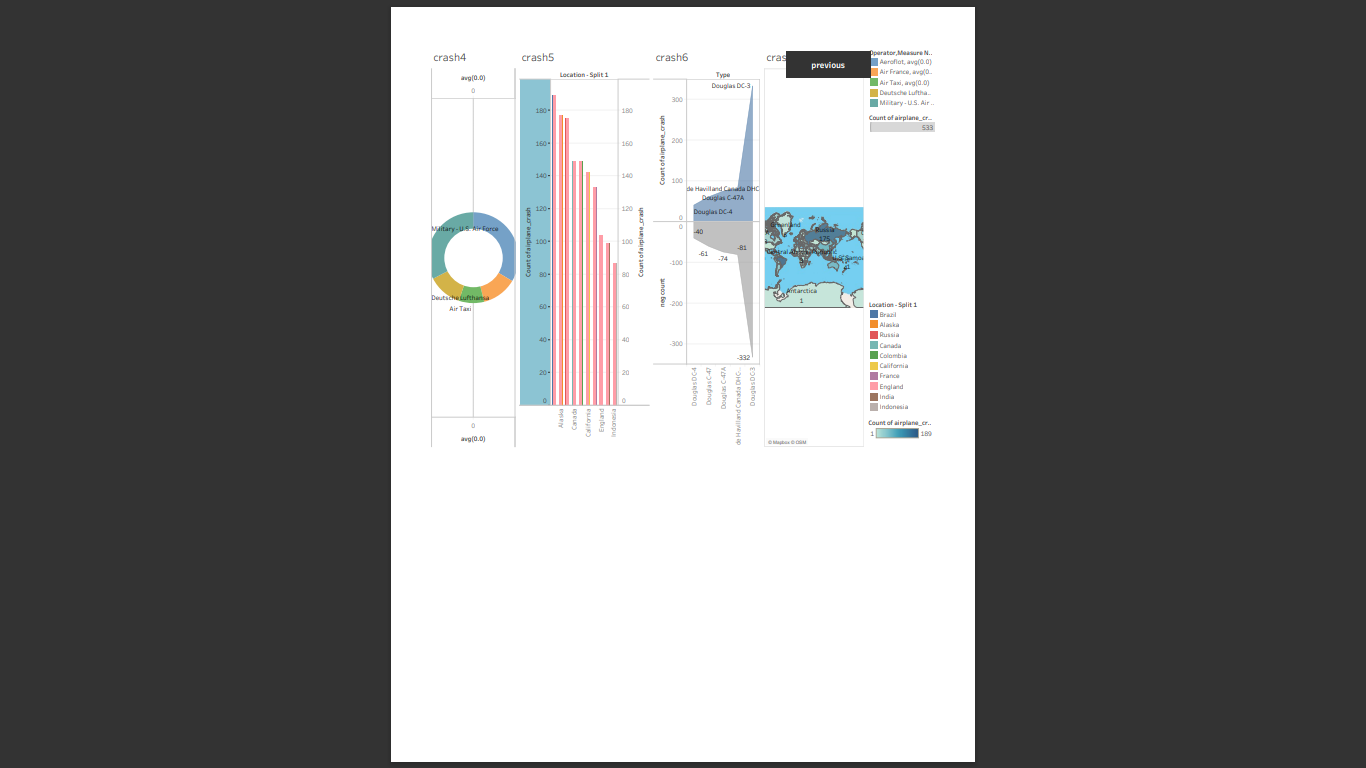 crash4
crash5
crash6
cras
previous
avg(0.0)
0
Military - U.S. Air Force
Deutsche Lufthansa
Air Taxi
0
avg(0.0)
Location - Split 1
Count of airplane_crash
180
160
140
120
100
80
60
40
20
0
180
160
140
120
100
80
60
40
20
0
Count of airplane_crash
Alaska
Canada
California
England
Indonesia
Type
Count of airplane_crash
300
200
100
0
Douglas DC-3
de Havilland Canada DHC
Douglas C-47A
Douglas DC-4
neg count
0
-100
-200
-300
-40
-61
-74
-81
-332
Douglas DC-4
Douglas C-47
Douglas C-47A
de Havilland Canada DHC-..
Douglas DC-3
Greenland
Russia
175
Antarctica
1
© Mapbox © OSM
Operator,Measure N..
Aeroflot, avg(0.0)
Air France, avg(0..
Air Taxi, avg(0.0)
Deutsche Luftha..
Military - U.S. Air ..
Count of airplane_cr..
533
Location - Split 1
Brazil
Alaska
Russia
Canada
Colombia
California
France
England
India
Indonesia
Count of airplane_cr..
1
189